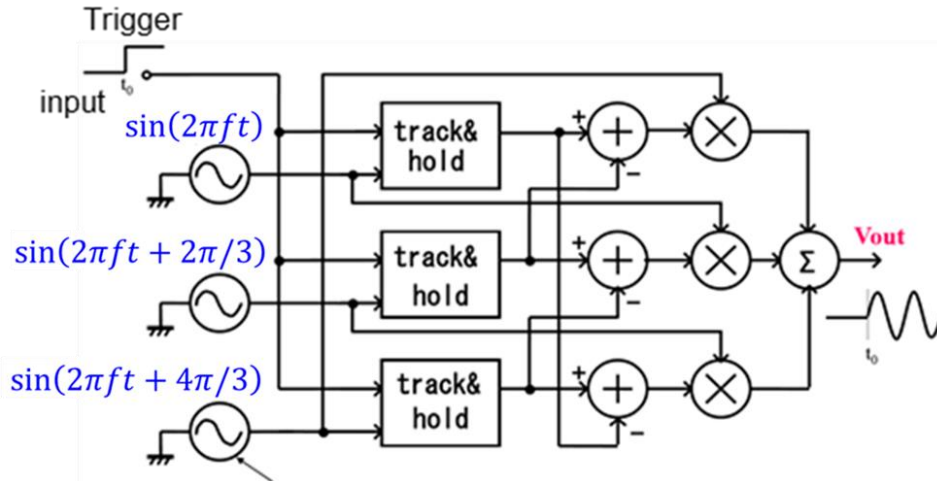 Trigger
t₀
input
sin(2πft)
track&
hold
+
+
−
×
sin(2πft + 2π/3)
track&
hold
+
+
−
×
Σ
Vout
t₀
sin(2πft + 4π/3)
track&
hold
+
+
−
×